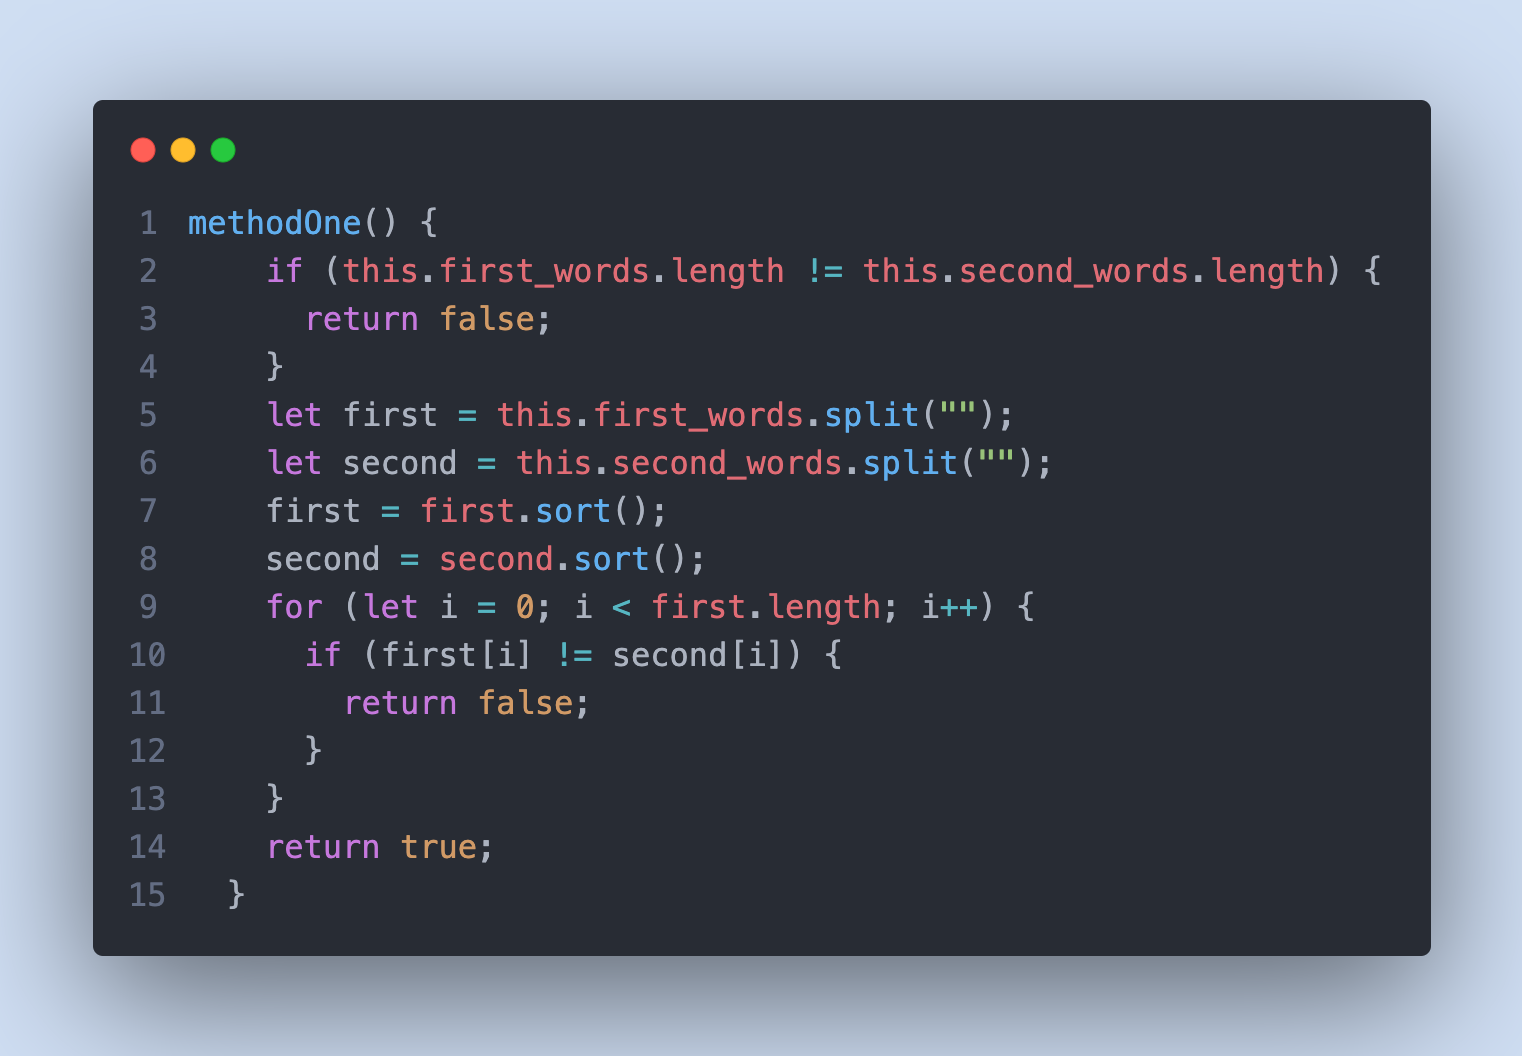 1 methodOne() {
2     if (this.first_words.length != this.second_words.length) {
3       return false;
4     }
5     let first = this.first_words.split("");
6     let second = this.second_words.split("");
7     first = first.sort();
8     second = second.sort();
9     for (let i = 0; i < first.length; i++) {
10       if (first[i] != second[i]) {
11         return false;
12       }
13     }
14     return true;
15   }